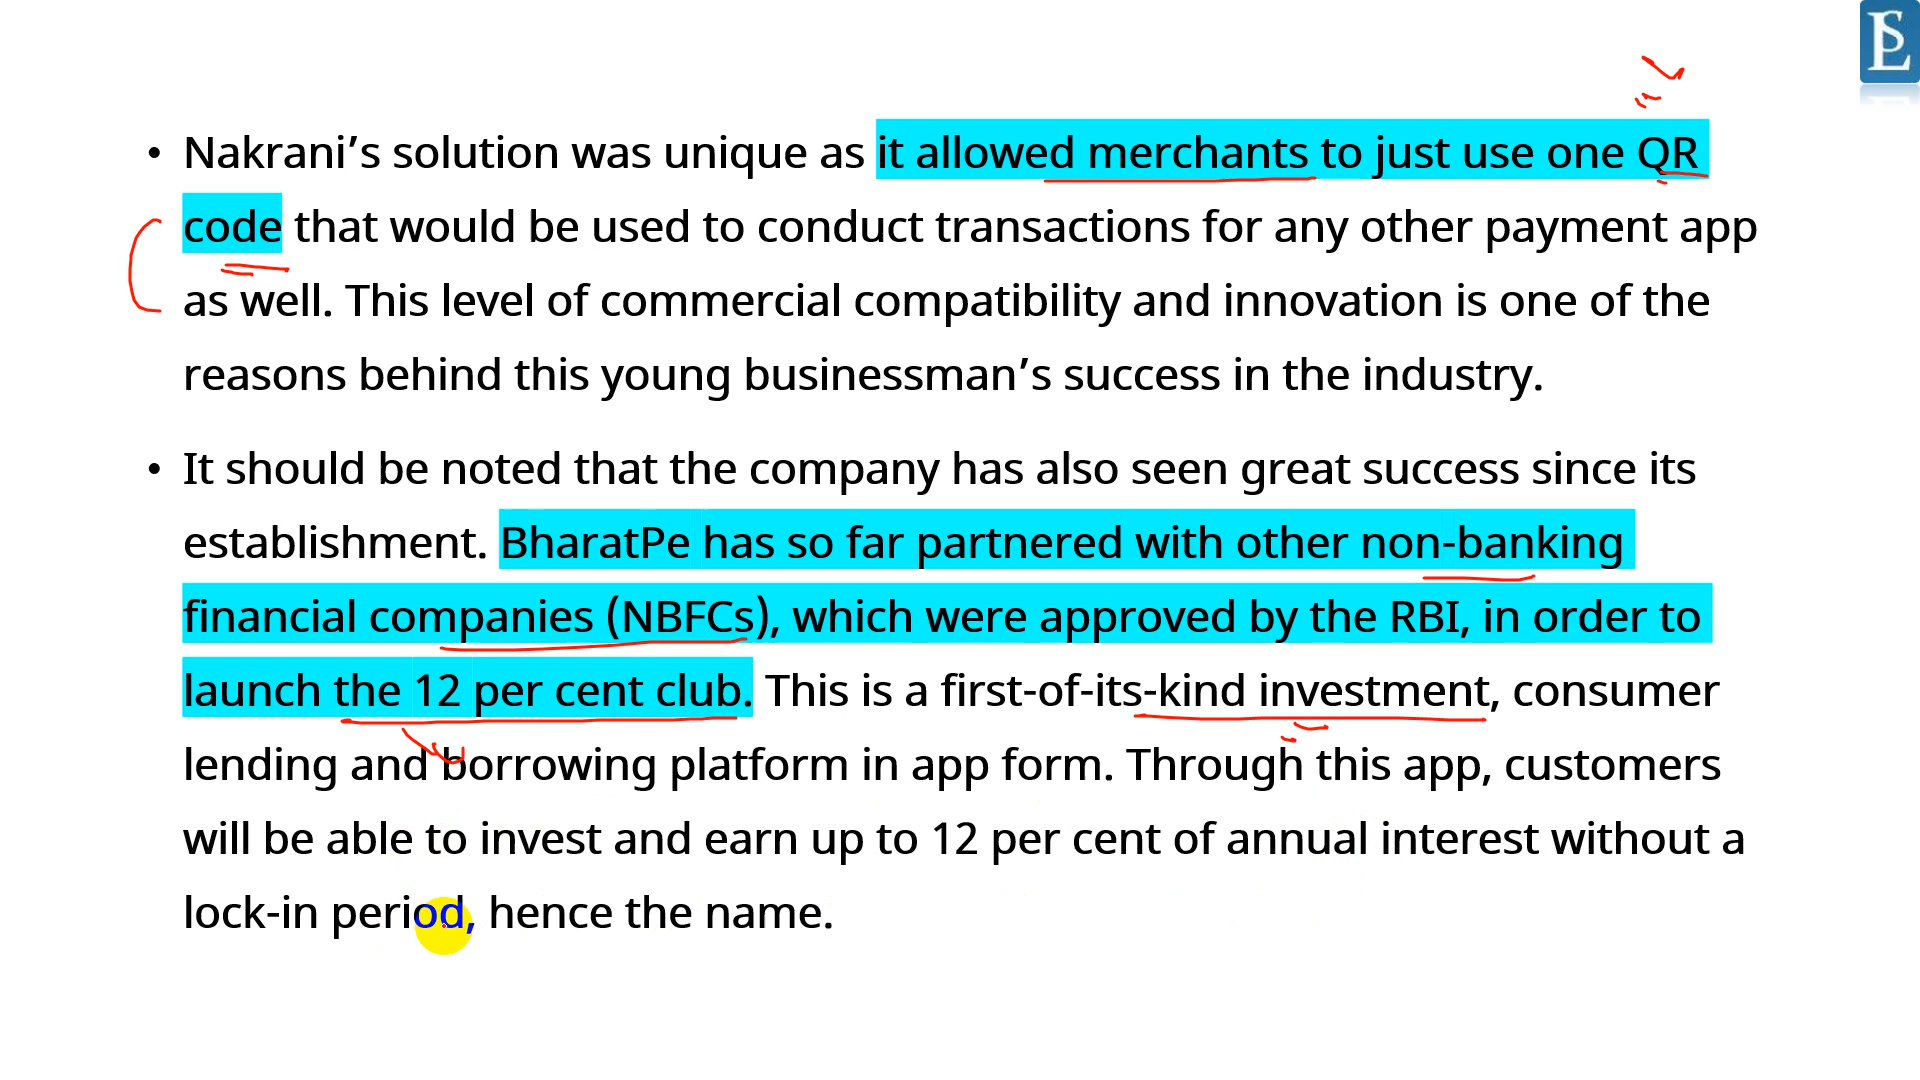 • Nakrani’s solution was unique as it allowed merchants to just use one QR
code that would be used to conduct transactions for any other payment app
as well. This level of commercial compatibility and innovation is one of the
reasons behind this young businessman’s success in the industry.
• It should be noted that the company has also seen great success since its
establishment. BharatPe has so far partnered with other non-banking
financial companies (NBFCs), which were approved by the RBI, in order to
launch the 12 per cent club. This is a first-of-its-kind investment, consumer
lending and borrowing platform in app form. Through this app, customers
will be able to invest and earn up to 12 per cent of annual interest without a
lock-in period, hence the name.